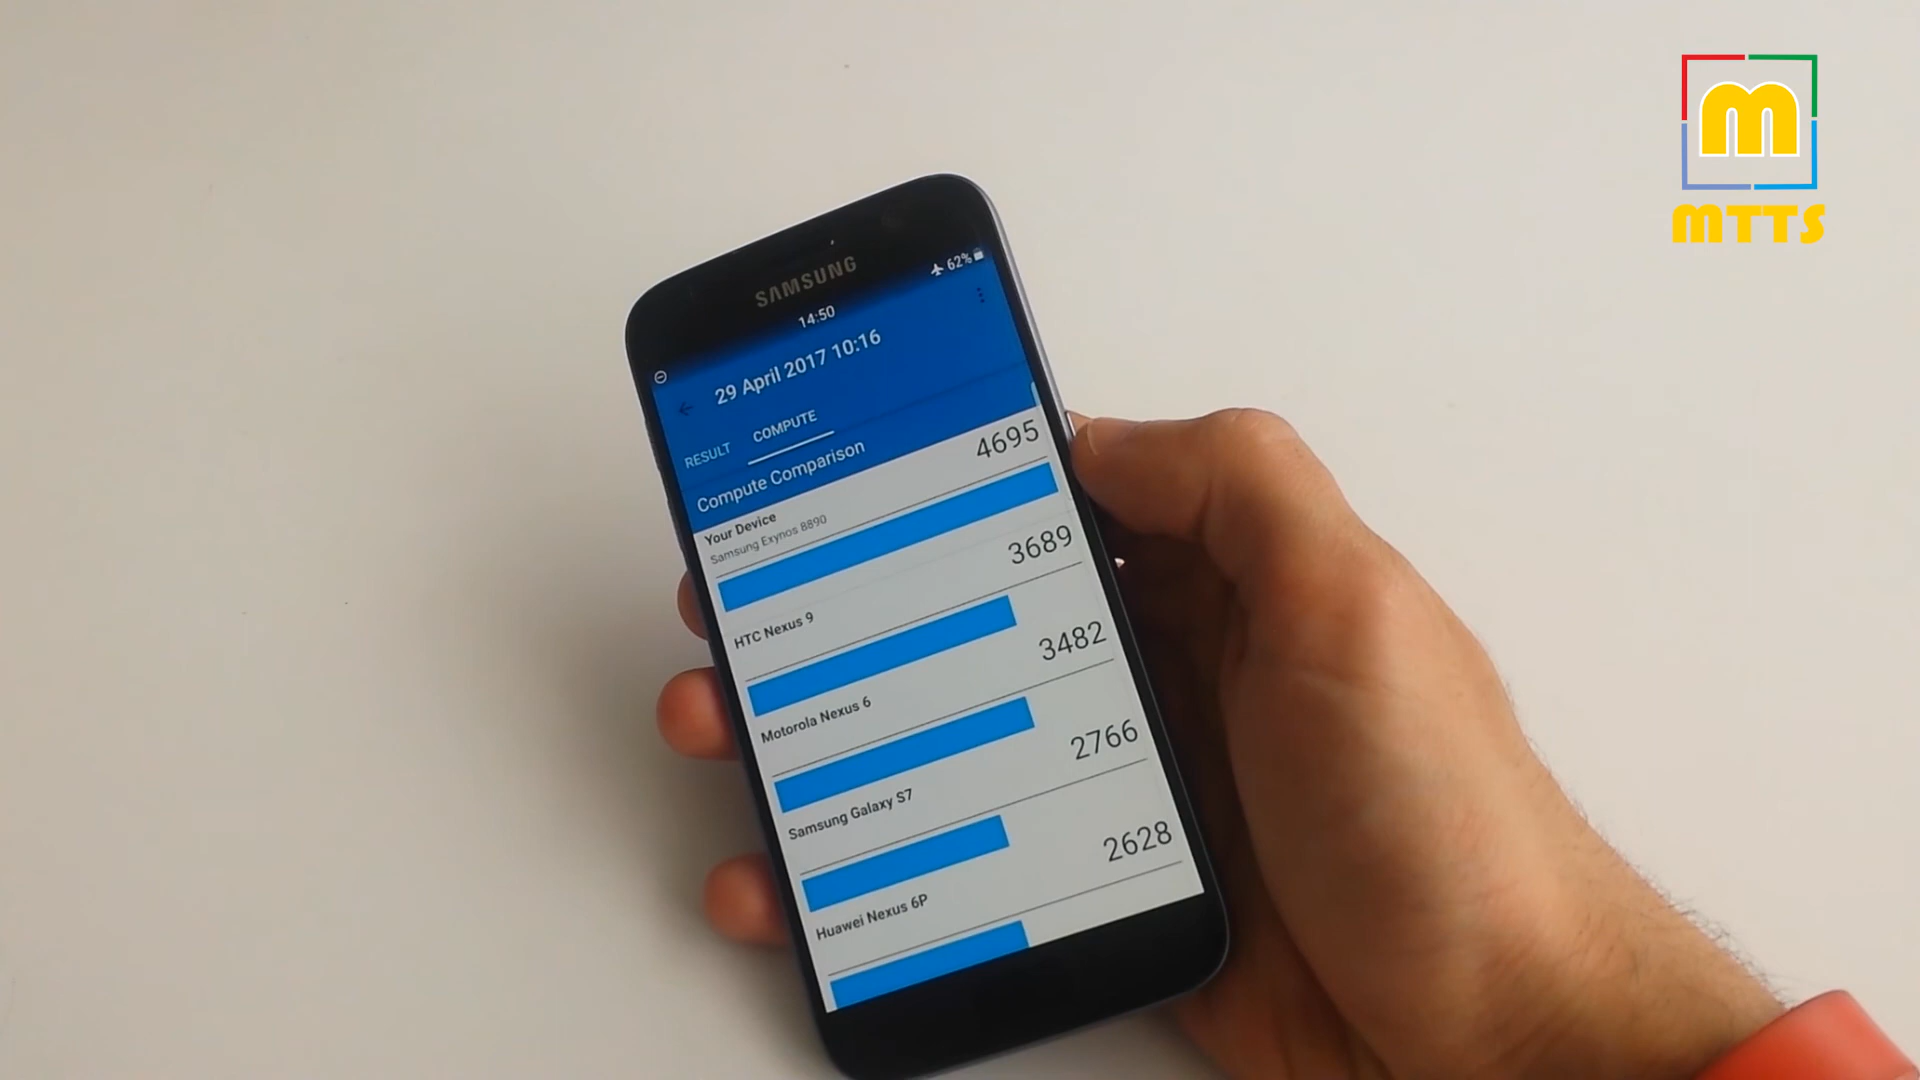 m
MTTS
SAMSUNG
62%
14:50
29 April 2017 10:16
RESULT COMPUTE
Compute Comparison
Your Device
4695
Samsung Exynos 8890
HTC Nexus 9
3689
Motorola Nexus 6
3482
Samsung Galaxy S7
2766
Huawei Nexus 6P
2628